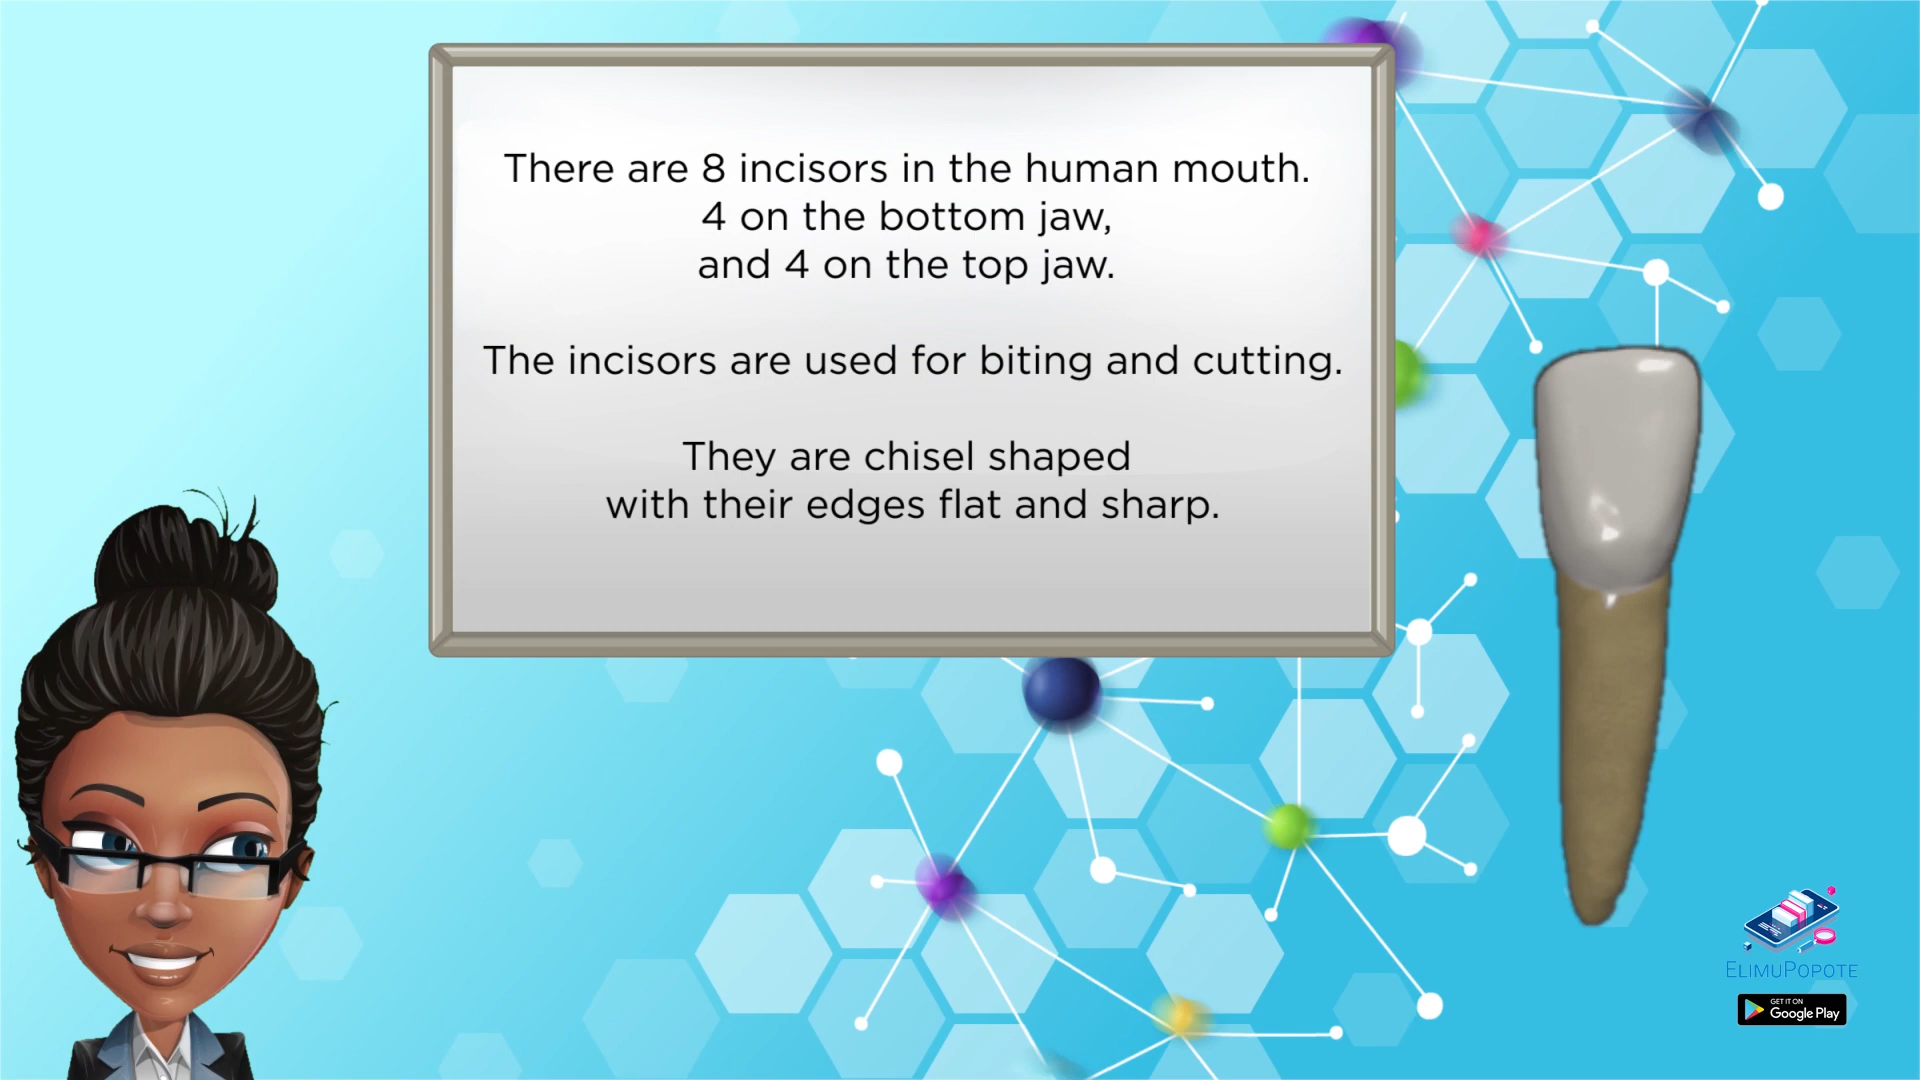 There are 8 incisors in the human mouth.
4 on the bottom jaw,
and 4 on the top jaw.
The incisors are used for biting and cutting.
They are chisel shaped
with their edges flat and sharp.
ELIMUPOPOTE
GET IT ON
Google Play